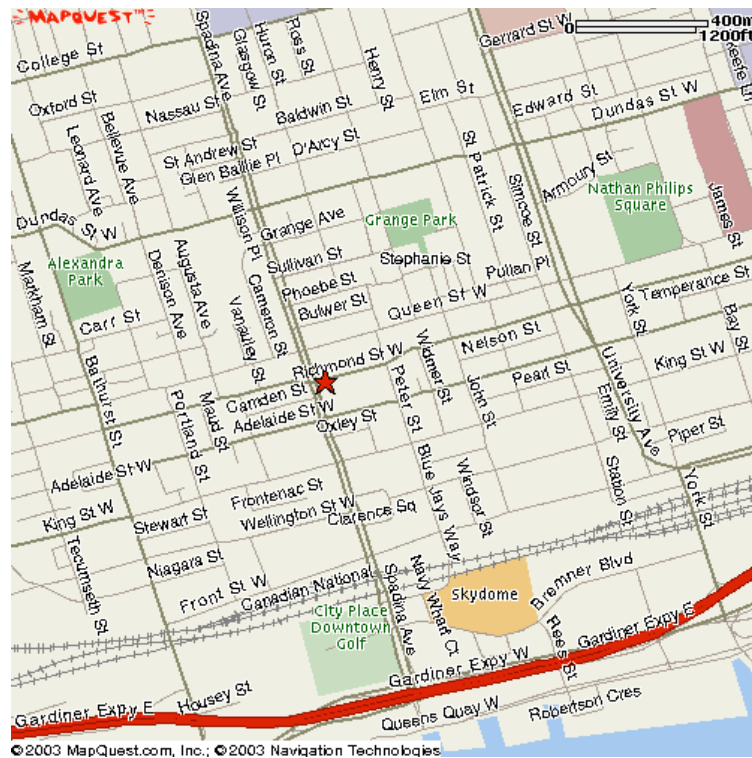 MAPQUEST
TM
0 400m
1200ft
College St
Spadina Ave
Glasgow St
Huron St
Ross St
Henry St
Gerrard St W
Oxford St
Nassau St
Baldwin St
Elm St
Edward St
Dundas St W
Leonard Ave
Bellevue Ave
St Andrew St
D'Arcy St
Glen Baillie Pl
St Patrick St
Simcoe St
Armoury St
Nathan Philips
Square
James St
Dundas St W
Willison Pl
Grange Ave
Grange Park
Sullivan St
Stephanie St
Pullan Pl
Alexandra
Park
Markham St
Denison Ave
Augusta Ave
Vanauley St
Cameron St
Phoebe St
Bulwer St
Queen St W
York St
Temperance St
Bay St
Carr St
Richmond St W
Widmer St
Nelson St
University Ave
King St W
Bathurst St
Portland St
Maud St
Camden St
Adelaide St W
Oxley St
Peter St
John St
Pearl St
Emily St
Piper St
Adelaide St W
King St W
Frontenac St
Wellington St W
Clarence Sq
Blue Jays Way
Windsor St
Station St
York St
Stewart St
Tecumseth St
Niagara St
Front St W
Canadian National
Spadina Ave
Navy Wharf Ct
Skydome
Bremner Blvd
City Place
Downtown
Golf
Rees St
Gardiner Expy E
Gardiner Expy W
Housey St
Gardiner Expy E
Queens Quay W
Robertson Cres
©2003 MapQuest.com, Inc.; ©2003 Navigation Technologies